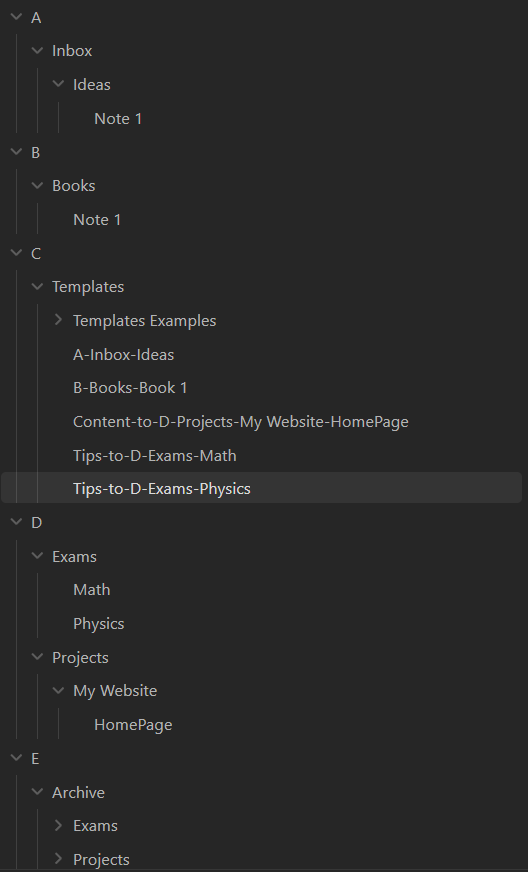 A
Inbox
Ideas
Note 1
B
Books
Note 1
C
Templates
Templates Examples
A-Inbox-Ideas
B-Books-Book 1
Content-to-D-Projects-My Website-HomePage
Tips-to-D-Exams-Math
Tips-to-D-Exams-Physics
D
Exams
Math
Physics
Projects
My Website
HomePage
E
Archive
Exams
Projects